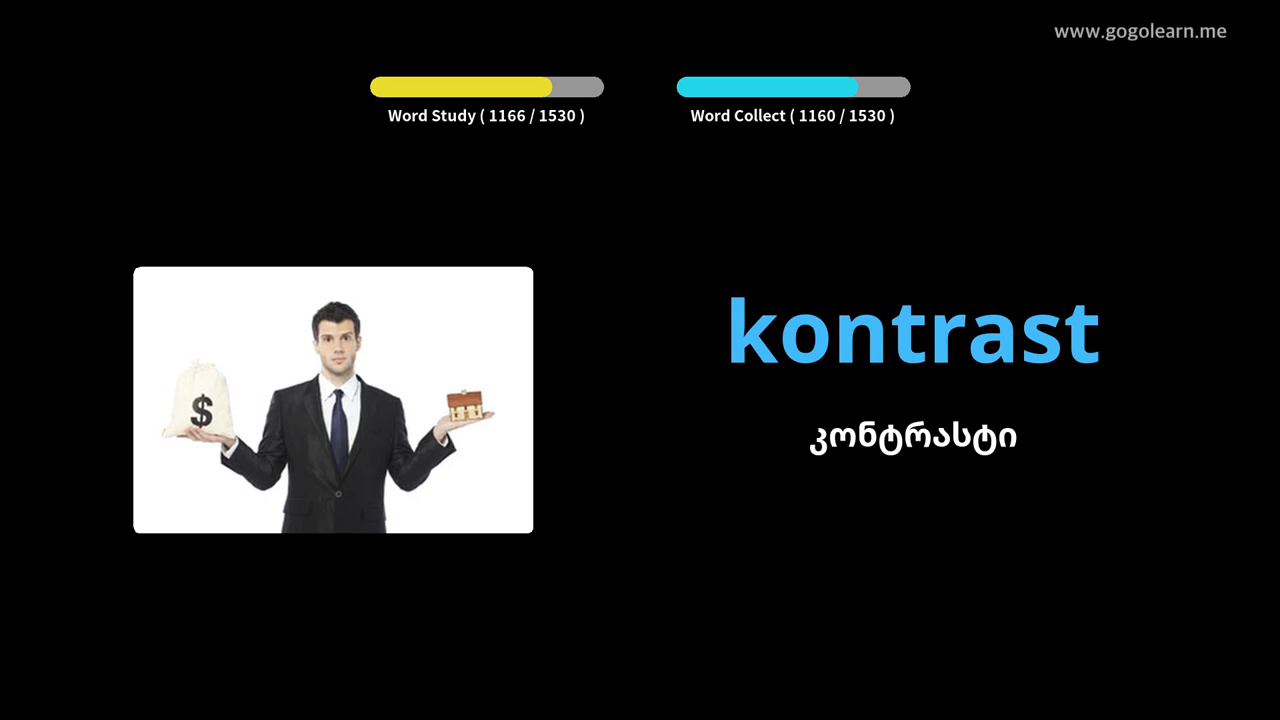 www.gogolearn.me
Word Study ( 1166 / 1530 )
Word Collect ( 1160 / 1530 )
$
kontrast
კონტრასტი